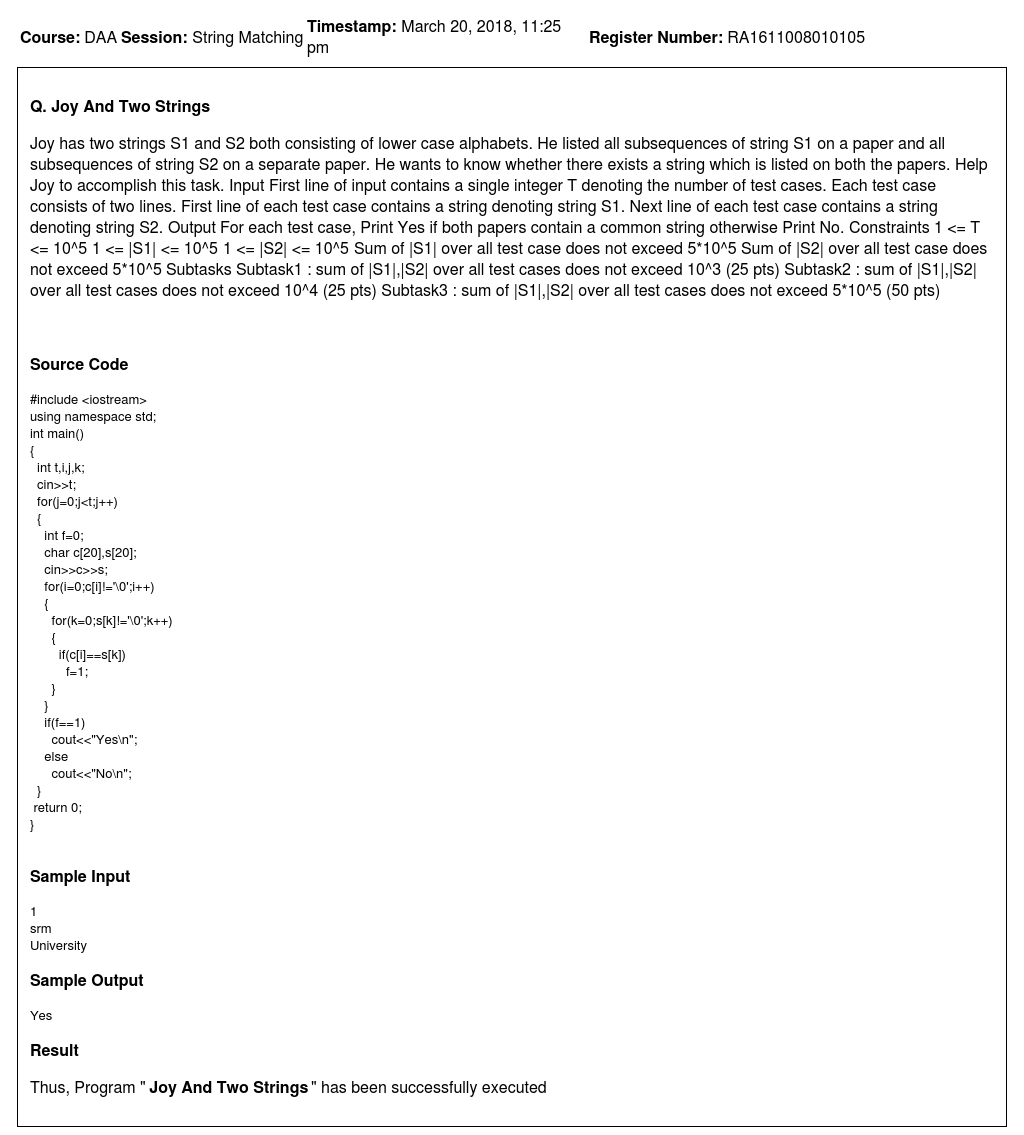 Course: DAA Session: String Matching Timestamp: March 20, 2018, 11:25 pm Register Number: RA1611008010105
Q. Joy And Two Strings
Joy has two strings S1 and S2 both consisting of lower case alphabets. He listed all subsequences of string S1 on a paper and all
subsequences of string S2 on a separate paper. He wants to know whether there exists a string which is listed on both the papers. Help
Joy to accomplish this task. Input First line of input contains a single integer T denoting the number of test cases. Each test case
consists of two lines. First line of each test case contains a string denoting string S1. Next line of each test case contains a string
denoting string S2. Output For each test case, Print Yes if both papers contain a common string otherwise Print No. Constraints 1 <= T
<= 10^5 1 <= |S1| <= 10^5 1 <= |S2| <= 10^5 Sum of |S1| over all test case does not exceed 5*10^5 Sum of |S2| over all test case does
not exceed 5*10^5 Subtasks Subtask1 : sum of |S1|,|S2| over all test cases does not exceed 10^3 (25 pts) Subtask2 : sum of |S1|,|S2|
over all test cases does not exceed 10^4 (25 pts) Subtask3 : sum of |S1|,|S2| over all test cases does not exceed 5*10^5 (50 pts)
Source Code
#include <iostream>
using namespace std;
int main()
{
int t,i,j,k;
cin>>t;
for(j=0;j<t;j++)
{
int f=0;
char c[20],s[20];
cin>>c>>s;
for(i=0;c[i]!='\0';i++)
{
for(k=0;s[k]!='\0';k++)
{
if(c[i]==s[k])
f=1;
}
}
if(f==1)
cout<<"Yes\n";
else
cout<<"No\n";
}
return 0;
}
Sample Input
1
srm
University
Sample Output
Yes
Result
Thus, Program " Joy And Two Strings " has been successfully executed